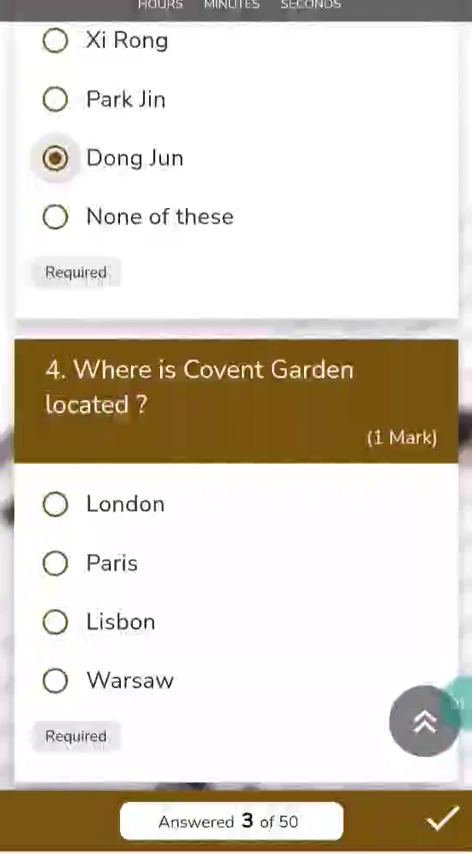 HOURS MINUTES SECONDS
Xi Rong
Park Jin
Dong Jun
None of these
Required
4. Where is Covent Garden
located ?
(1 Mark)
London
Paris
Lisbon
Warsaw
Required
Answered 3 of 50